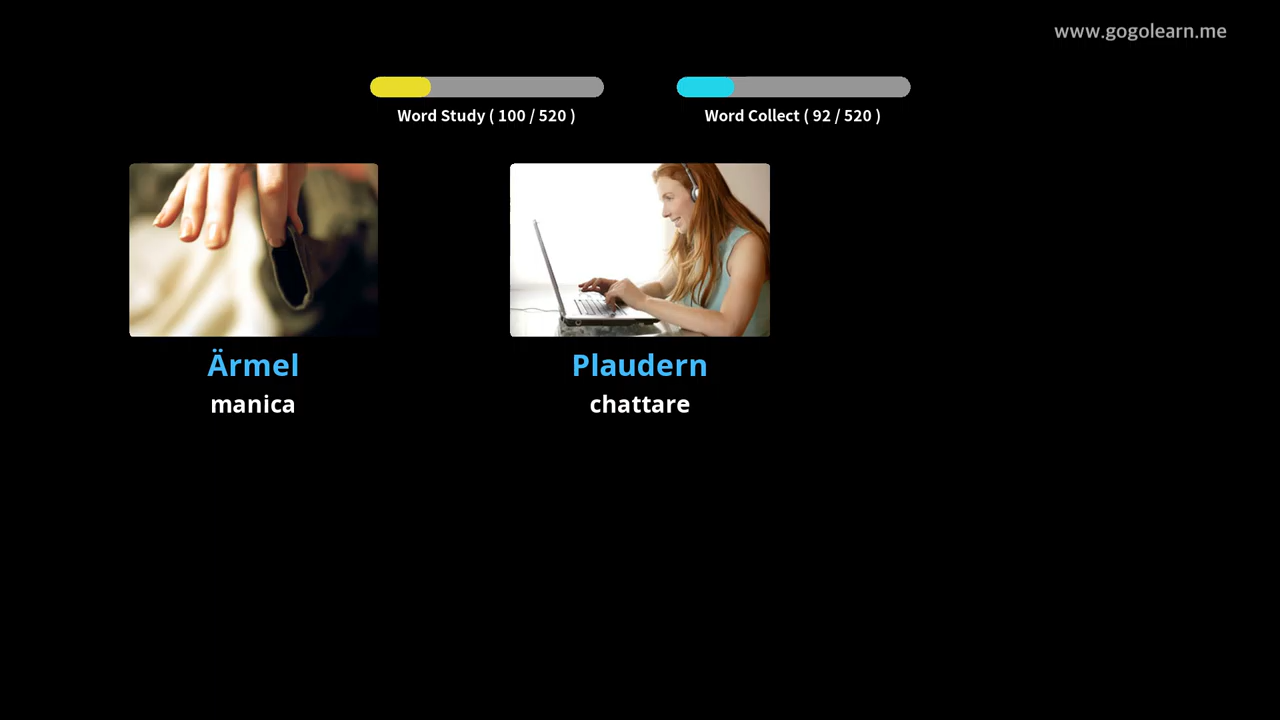 www.gogolearn.me
Word Study ( 100 / 520 )
Word Collect ( 92 / 520 )
Ärmel
manica
Plaudern
chattare